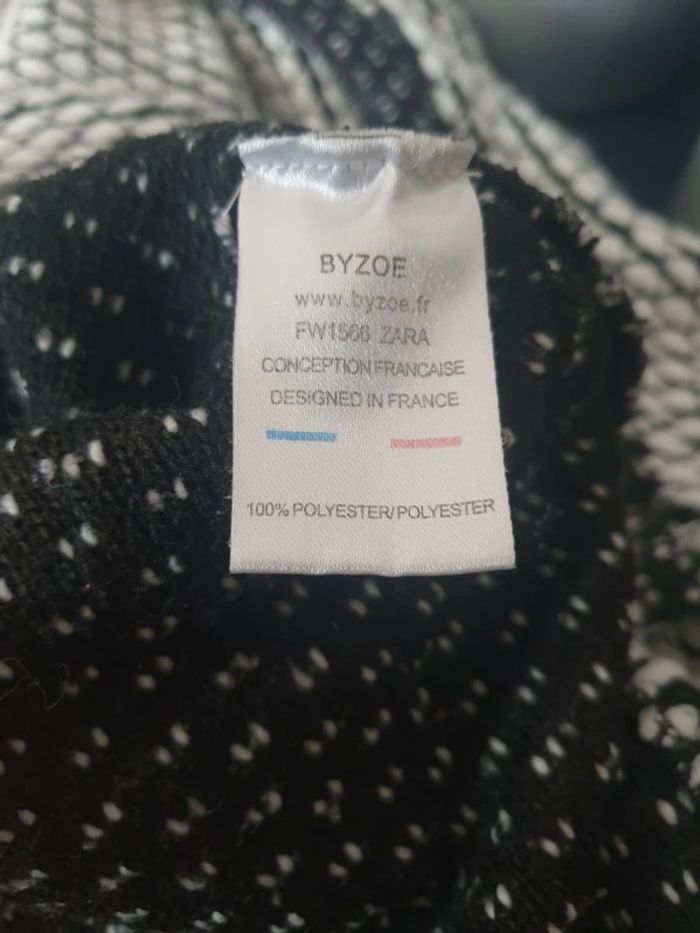 BYZOE
www.byzoe.fr
FW1566 ZARA
CONCEPTION FRANCAISE
DESIGNED IN FRANCE
100% POLYESTER/POLYESTER